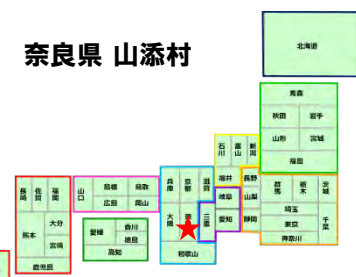 奈良県 山添村
北海道
青森
秋田 岩手
山形 宮城
福島
石川 富山 新潟
福井 長野
群馬 栃木 茨城
岐阜 山梨
埼玉
東京
千葉
神奈川
愛知 静岡
兵庫 京都 滋賀
大阪
三重
和歌山
山口 島根 鳥取
広島 岡山
愛媛 香川
徳島
高知
長崎 佐賀 福岡
熊本 大分
宮崎
鹿児島